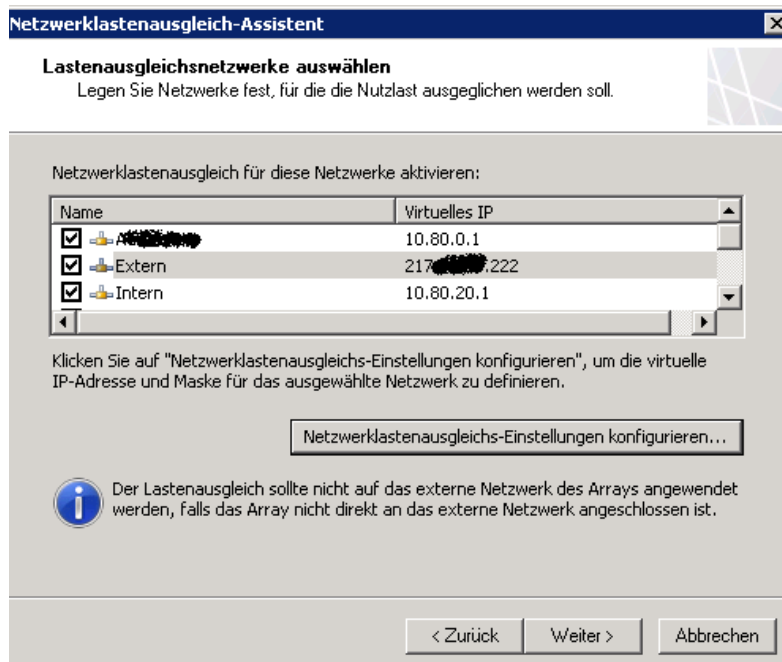 Netzwerklastenausgleich-Assistent
Lastenausgleichsnetzwerke auswählen
Legen Sie Netzwerke fest, für die die Nutzlast ausgeglichen werden soll.
Netzwerklastenausgleich für diese Netzwerke aktivieren:
Name Virtuelles IP
10.80.0.1
Extern 217 .222
Intern 10.80.20.1
Klicken Sie auf "Netzwerklastenausgleichs-Einstellungen konfigurieren", um die virtuelle
IP-Adresse und Maske für das ausgewählte Netzwerk zu definieren.
Netzwerklastenausgleichs-Einstellungen konfigurieren...
Der Lastenausgleich sollte nicht auf das externe Netzwerk des Arrays angewendet
werden, falls das Array nicht direkt an das externe Netzwerk angeschlossen ist.
< Zurück Weiter > Abbrechen